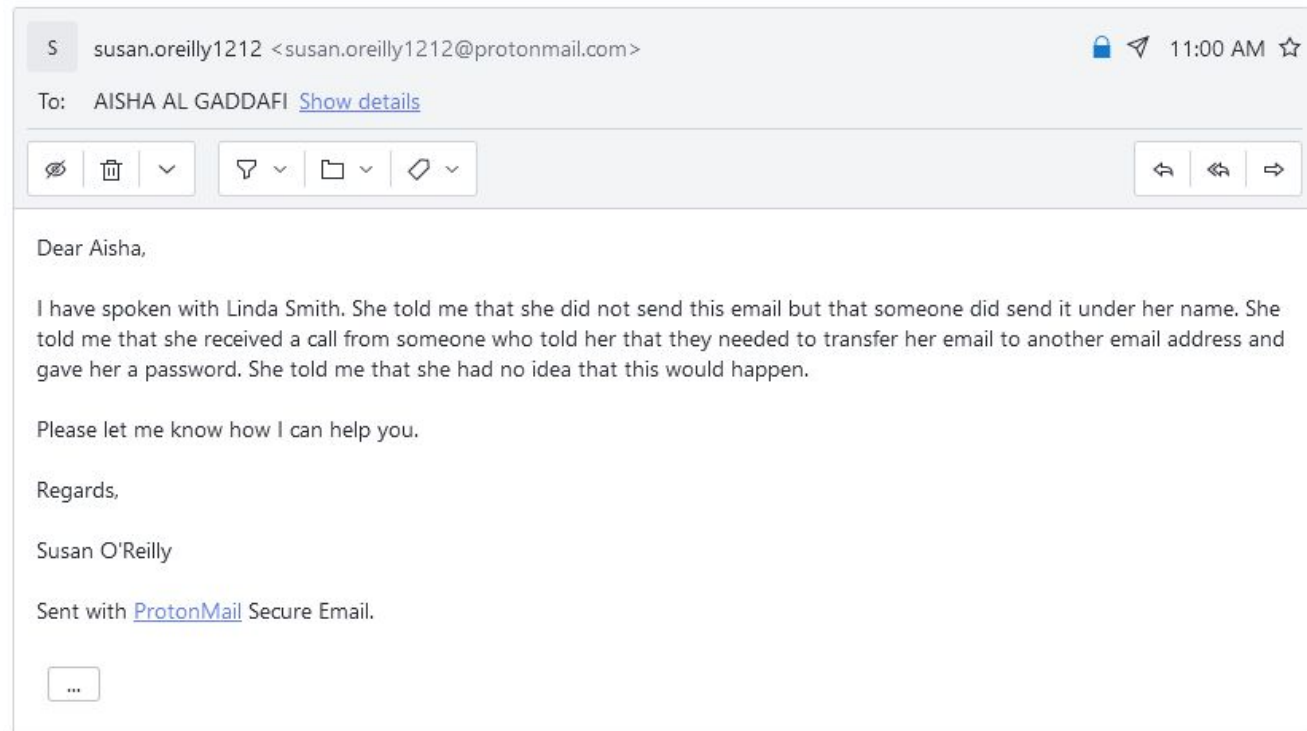 S susan.oreilly1212 <susan.oreilly1212@protonmail.com> 11:00 AM
To: AISHA AL GADDAFI Show details
Dear Aisha,
I have spoken with Linda Smith. She told me that she did not send this email but that someone did send it under her name. She
told me that she received a call from someone who told her that they needed to transfer her email to another email address and
gave her a password. She told me that she had no idea that this would happen.
Please let me know how I can help you.
Regards,
Susan O'Reilly
Sent with ProtonMail Secure Email.
...